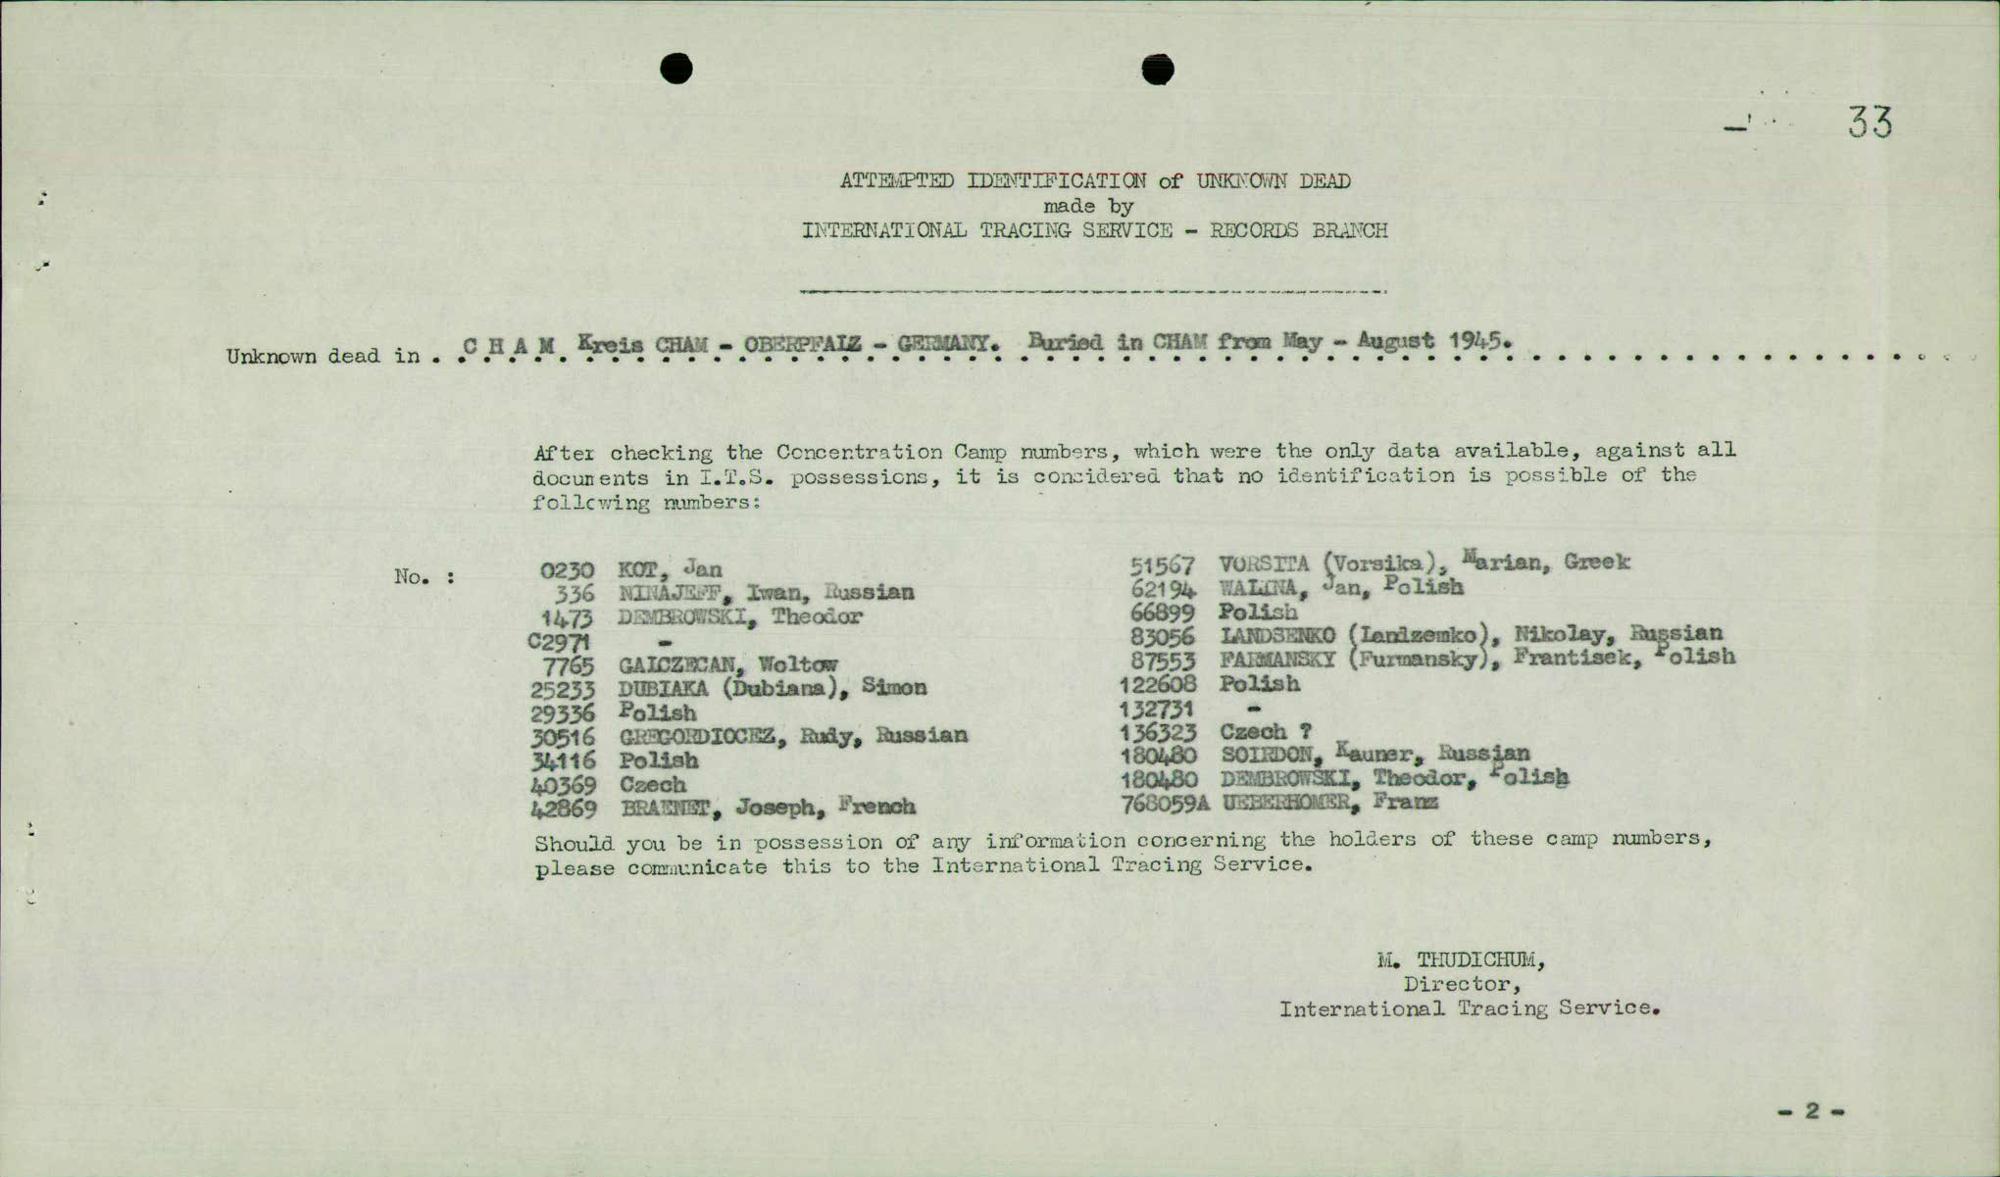 33
ATTEMPTED IDENTIFICATION of UNKNOWN DEAD
made by
INTERNATIONAL TRACING SERVICE - RECORDS BRANCH
Unknown dead in . . C H A M. Kreis CHAM - OBERPFALZ - GERMANY. Buried in CHAM from May - August 1945.
After checking the Concentration Camp numbers, which were the only data available, against all
documents in I.T.S. possessions, it is considered that no identification is possible of the
following numbers:
No. :
0230 KOT, Jan
336 NINAJEFF, Iwan, Russian
1473 DEMBROWSKI, Theodor
C2971 -
7765 GAICZECAN, Woltow
25233 DUBIAKA (Dubiana), Simon
29336 Polish
30516 GREGORDIOCEZ, Rudy, Russian
34116 Polish
40369 Czech
42869 BRAENET, Joseph, French
51567 VORSITA (Vorsika), Marian, Greek
62194 WALINA, Jan, Polish
66899 Polish
83056 LANDSENKO (Landzemko), Nikolay, Russian
87553 FARMANSKY (Furmansky), Frantisek, Polish
122608 Polish
132731 -
136323 Czech ?
180480 SOIRDON, Kauner, Russian
180480 DEMBROWSKI, Theodor, Polish
768059A UEBERHOMER, Franz
Should you be in possession of any information concerning the holders of these camp numbers,
please communicate this to the International Tracing Service.
M. THUDICHUM,
Director,
International Tracing Service.
- 2 -